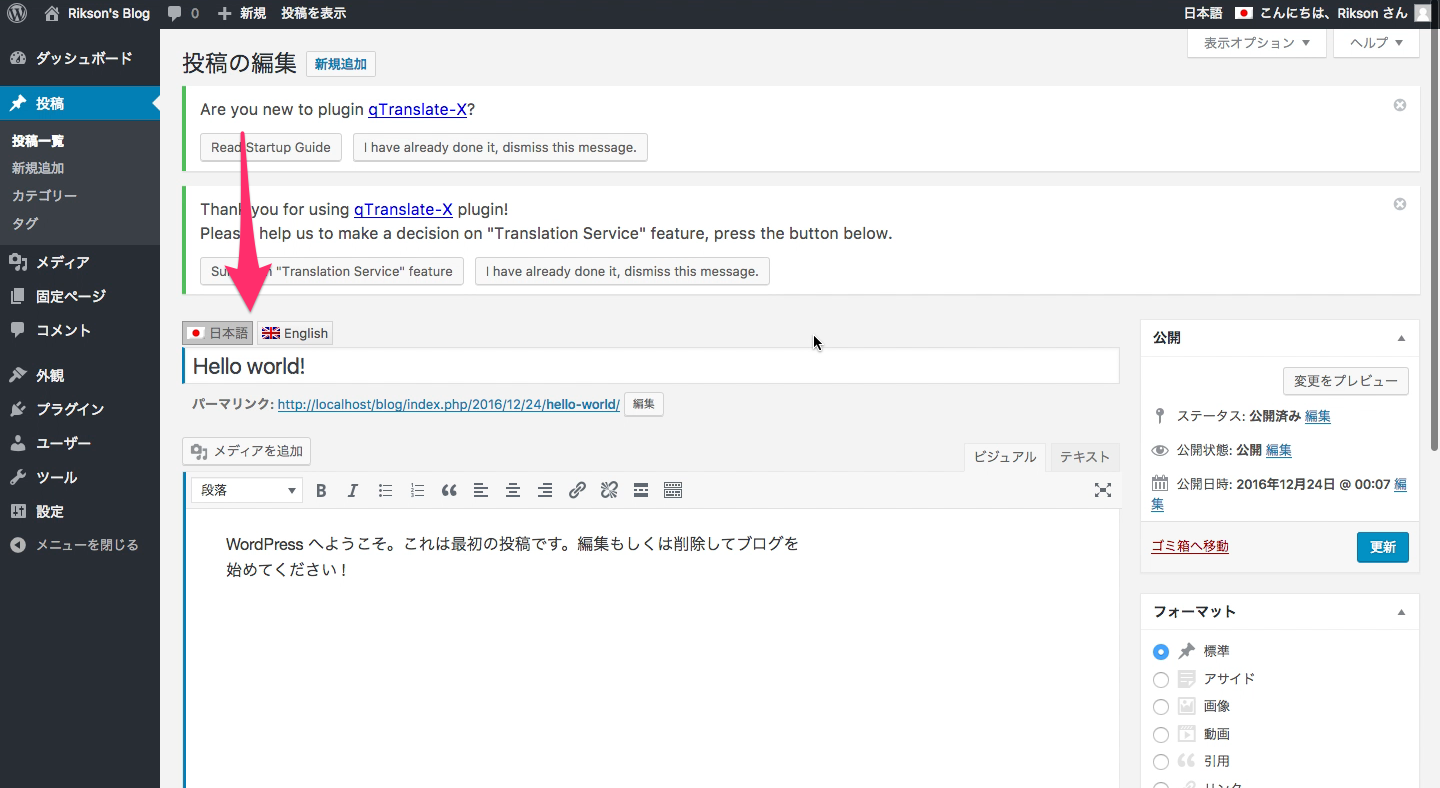 Rikson's Blog 0 新規 投稿を表示 日本語 こんにちは、Rikson さん
表示オプション ヘルプ
ダッシュボード
投稿
投稿一覧
新規追加
カテゴリー
タグ
メディア
固定ページ
コメント
外観
プラグイン
ユーザー
ツール
設定
メニューを閉じる
投稿の編集 新規追加
Are you new to plugin qTranslate-X?
Read Startup Guide I have already done it, dismiss this message.
Thank you for using qTranslate-X plugin!
Please help us to make a decision on "Translation Service" feature, press the button below.
"Translation Service" feature I have already done it, dismiss this message.
日本語 English
Hello world!
パーマリンク: http://localhost/blog/index.php/2016/12/24/hello-world/ 編集
メディアを追加
ビジュアル テキスト
段落
WordPress へようこそ。これは最初の投稿です。編集もしくは削除してブログを
始めてください！
公開
変更をプレビュー
ステータス: 公開済み 編集
公開状態: 公開 編集
公開日時: 2016年12月24日 @ 00:07 編
集
ゴミ箱へ移動 更新
フォーマット
標準
アサイド
画像
動画
引用
リンク